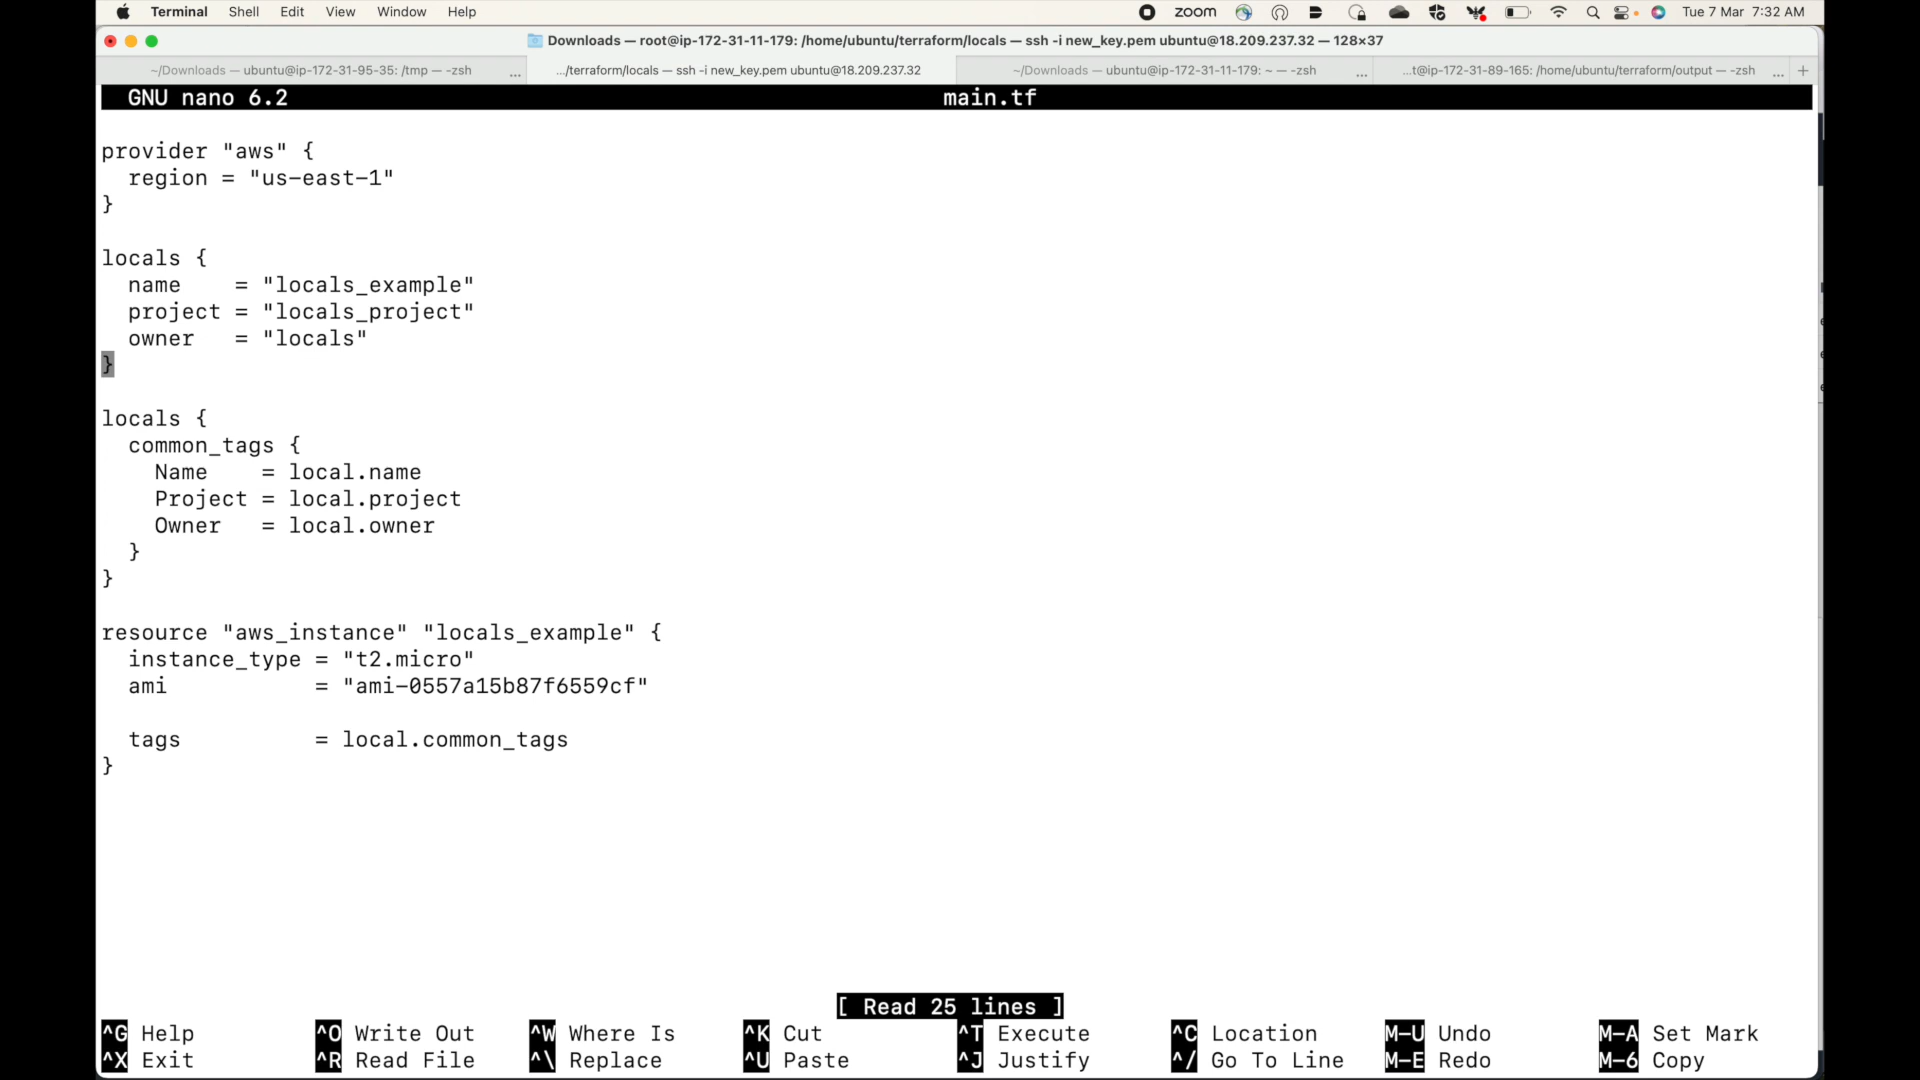 Terminal Shell Edit View Window Help zoom Tue 7 Mar 7:32 AM
Downloads — root@ip-172-31-11-179: /home/ubuntu/terraform/locals — ssh -i new_key.pem ubuntu@18.209.237.32 — 128×37
~/Downloads — ubuntu@ip-172-31-95-35: /tmp — -zsh ... .../terraform/locals — ssh -i new_key.pem ubuntu@18.209.237.32 ~/Downloads — ubuntu@ip-172-31-11-179: ~ — -zsh ... ...t@ip-172-31-89-165: /home/ubuntu/terraform/output — -zsh ... +
GNU nano 6.2 main.tf
provider "aws" {
  region = "us-east-1"
}
locals {
  name    = "locals_example"
  project = "locals_project"
  owner   = "locals"
}
locals {
  common_tags {
    Name    = local.name
    Project = local.project
    Owner   = local.owner
  }
}
resource "aws_instance" "locals_example" {
  instance_type = "t2.micro"
  ami           = "ami-0557a15b87f6559cf"
  tags          = local.common_tags
}
[ Read 25 lines ]
^G Help ^O Write Out ^W Where Is ^K Cut ^T Execute ^C Location M-U Undo M-A Set Mark
^X Exit ^R Read File ^\ Replace ^U Paste ^J Justify ^/ Go To Line M-E Redo M-6 Copy